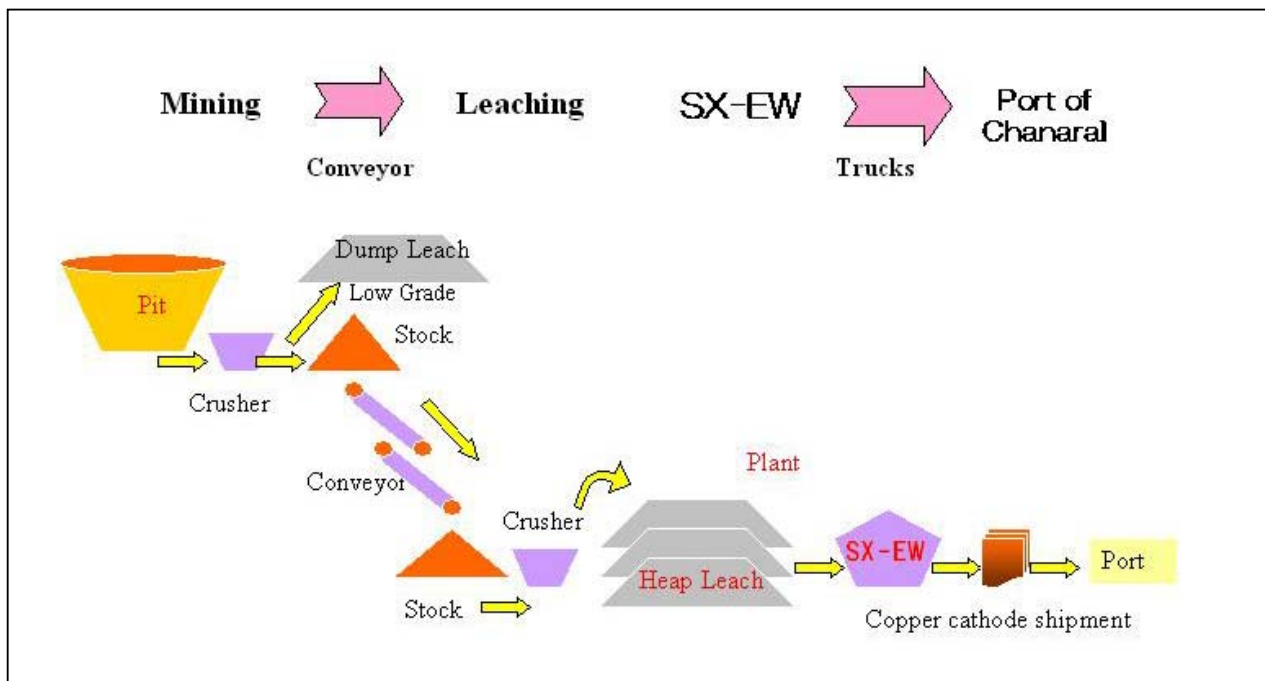 Mining
Leaching
SX-EW
Port of
Chanaral
Conveyor
Trucks
Dump Leach
Low Grade
Pit
Stock
Crusher
Conveyor
Plant
Crusher
SX-EW
Heap Leach
Port
Stock
Copper cathode shipment